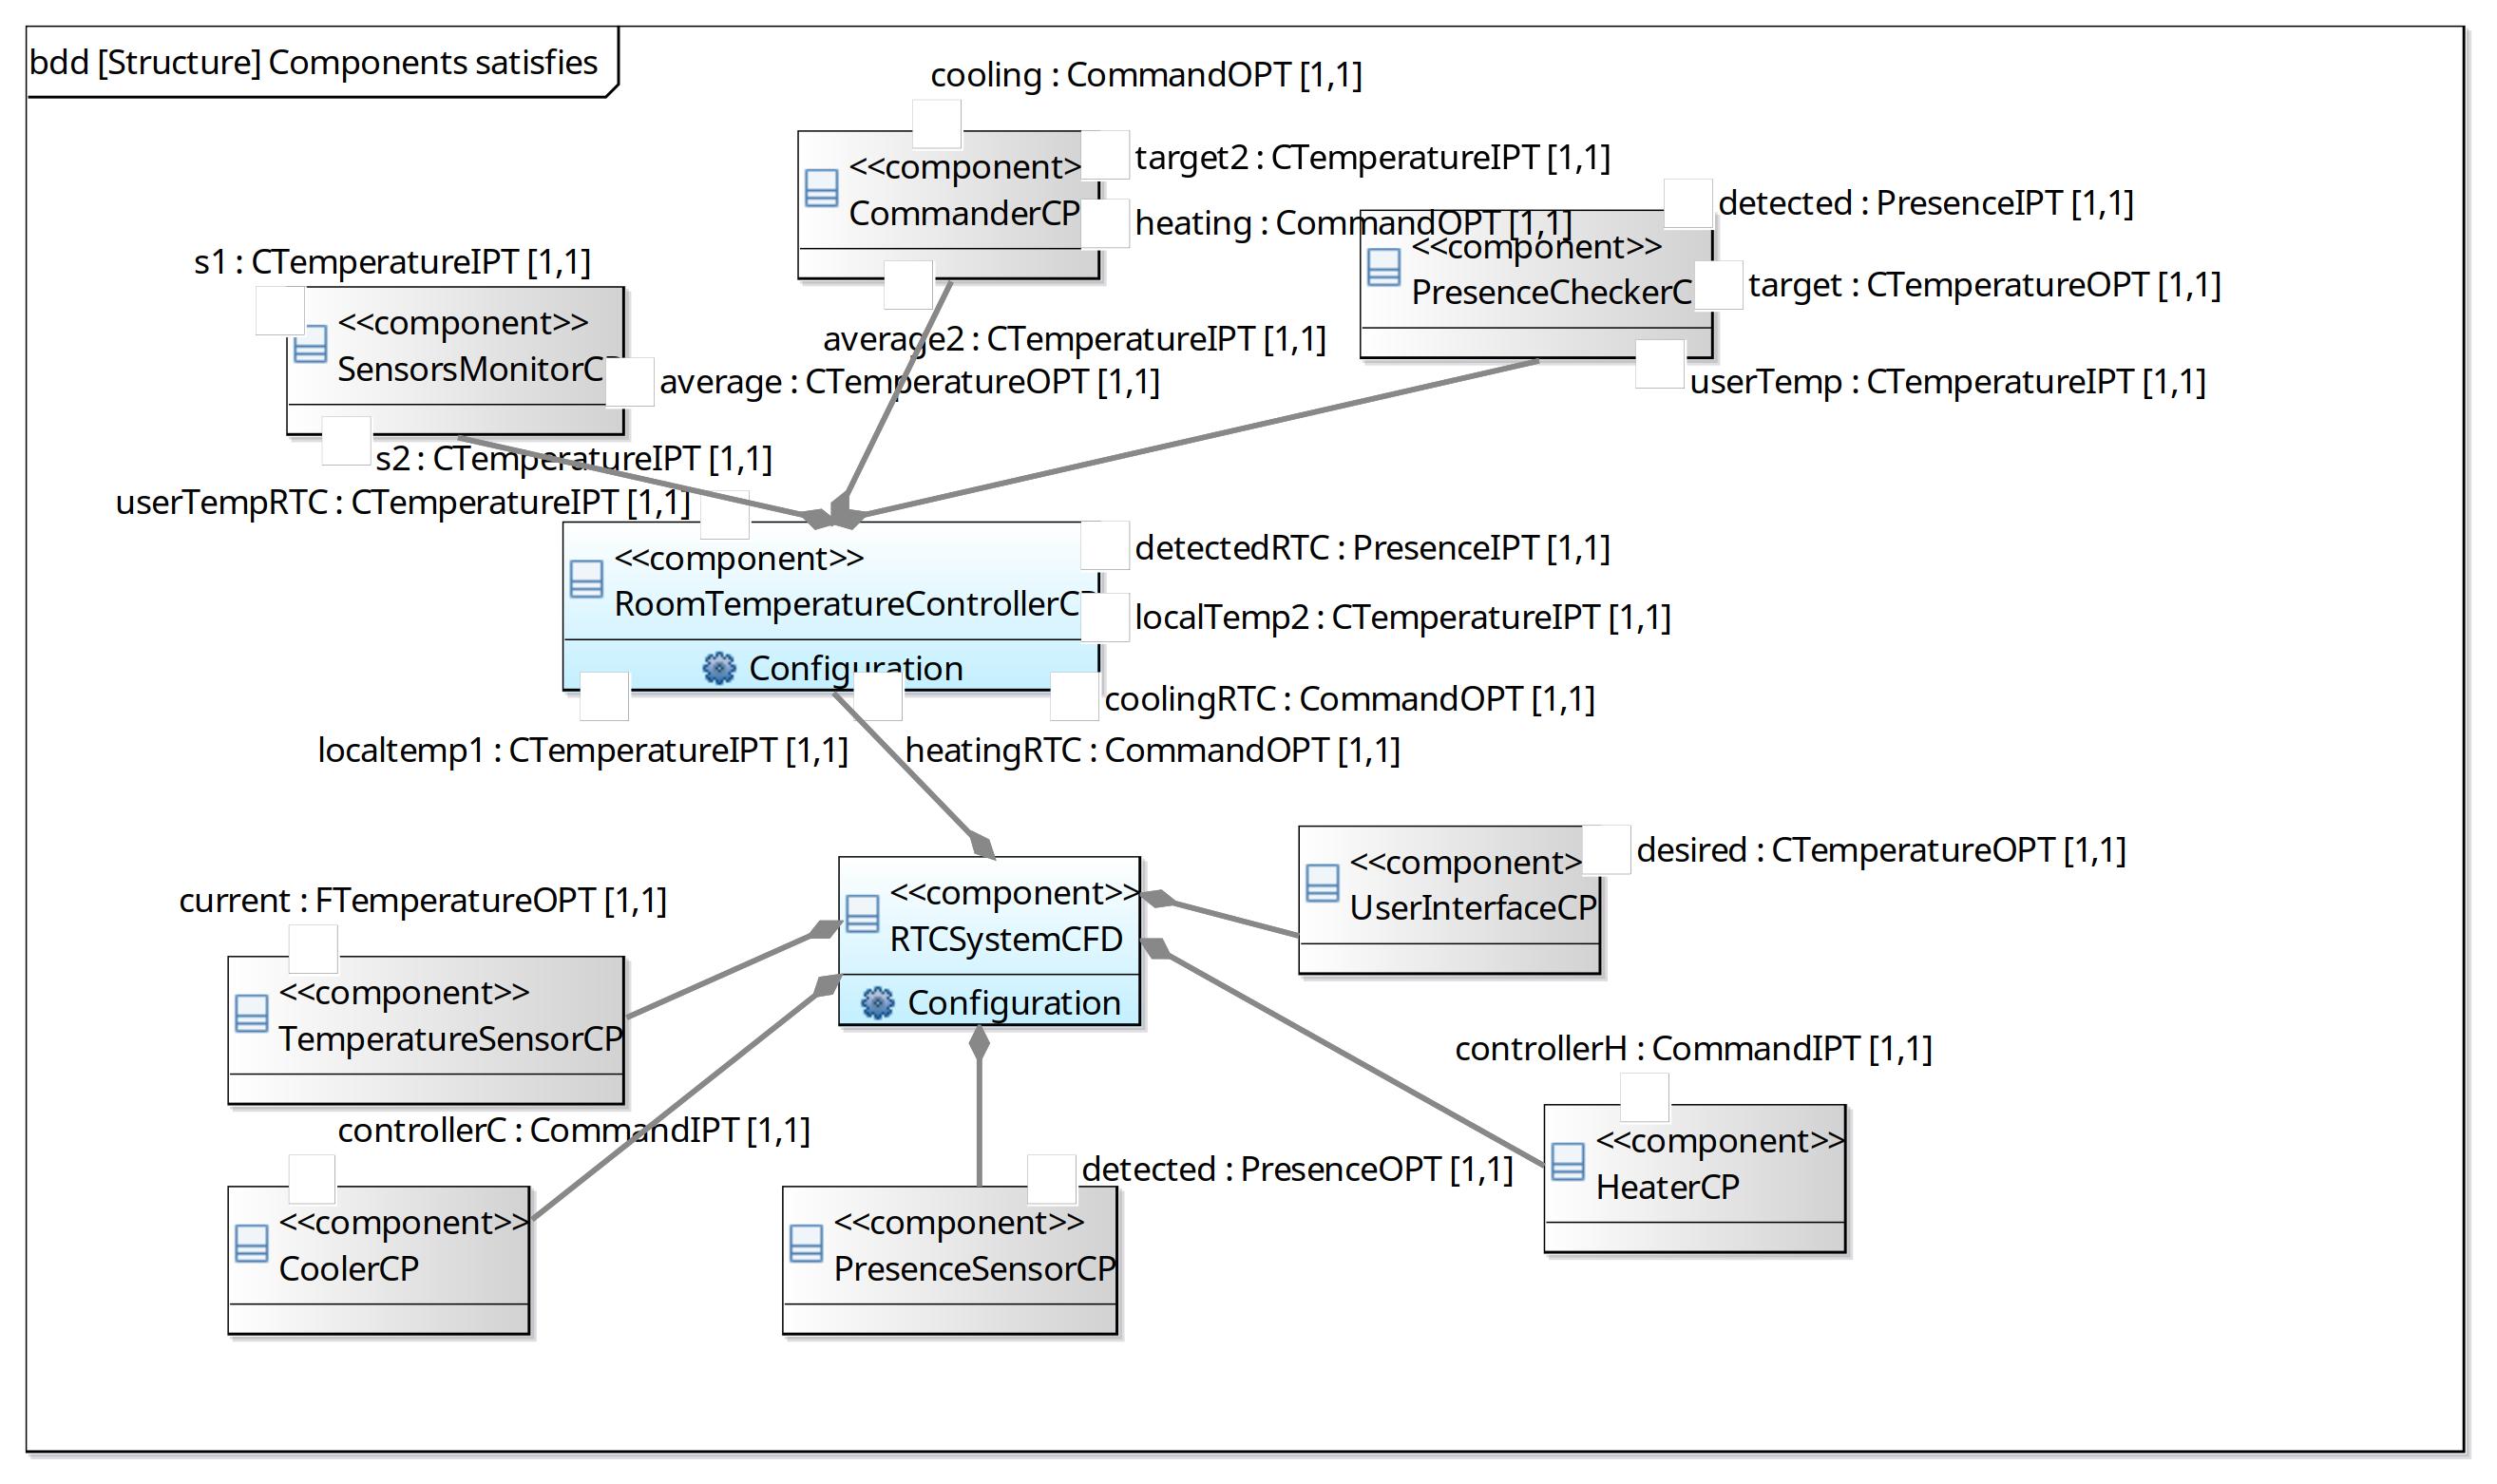 bdd [Structure] Components satisfies
cooling : CommandOPT [1,1]
<<component>
CommanderCP
target2 : CTemperatureIPT [1,1]
heating : CommandOPT [1,1]
average2 : CTemperatureIPT [1,1]
detected : PresenceIPT [1,1]
<<component>>
PresenceCheckerC
target : CTemperatureOPT [1,1]
userTemp : CTemperatureIPT [1,1]
s1 : CTemperatureIPT [1,1]
<<component>>
SensorsMonitorCP
average : CTemperatureOPT [1,1]
s2 : CTemperatureIPT [1,1]
userTempRTC : CTemperatureIPT [1,1]
<<component>>
RoomTemperatureControllerCP
Configuration
detectedRTC : PresenceIPT [1,1]
localTemp2 : CTemperatureIPT [1,1]
coolingRTC : CommandOPT [1,1]
localtemp1 : CTemperatureIPT [1,1]
heatingRTC : CommandOPT [1,1]
<<component>>
RTCSystemCFD
Configuration
<<component>
UserInterfaceCP
desired : CTemperatureOPT [1,1]
current : FTemperatureOPT [1,1]
<<component>>
TemperatureSensorCP
controllerC : CommandIPT [1,1]
<<component>>
CoolerCP
detected : PresenceOPT [1,1]
<<component>>
PresenceSensorCP
controllerH : CommandIPT [1,1]
<<component>>
HeaterCP